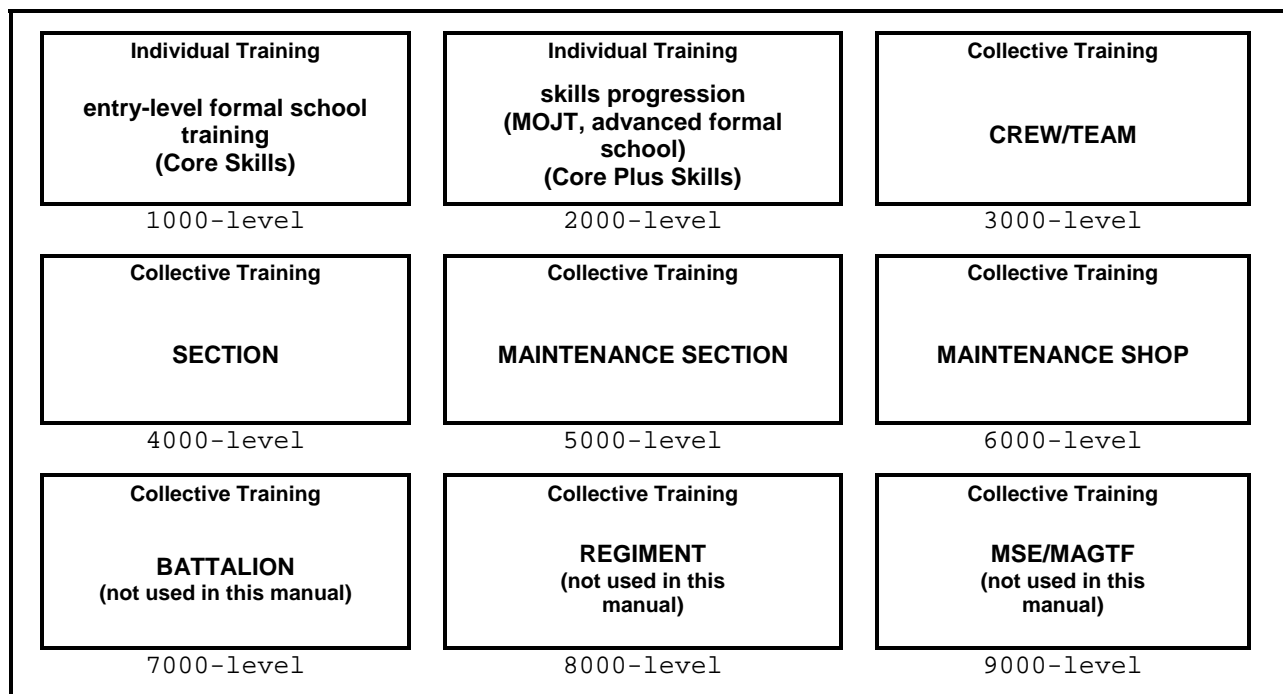 Individual Training
entry-level formal school
training
(Core Skills)
1000-level
Individual Training
skills progression
(MOJT, advanced formal
school)
(Core Plus Skills)
2000-level
Collective Training
CREW/TEAM
3000-level
Collective Training
SECTION
4000-level
Collective Training
MAINTENANCE SECTION
5000-level
Collective Training
MAINTENANCE SHOP
6000-level
Collective Training
BATTALION
(not used in this manual)
7000-level
Collective Training
REGIMENT
(not used in this
manual)
8000-level
Collective Training
MSE/MAGTF
(not used in this
manual)
9000-level